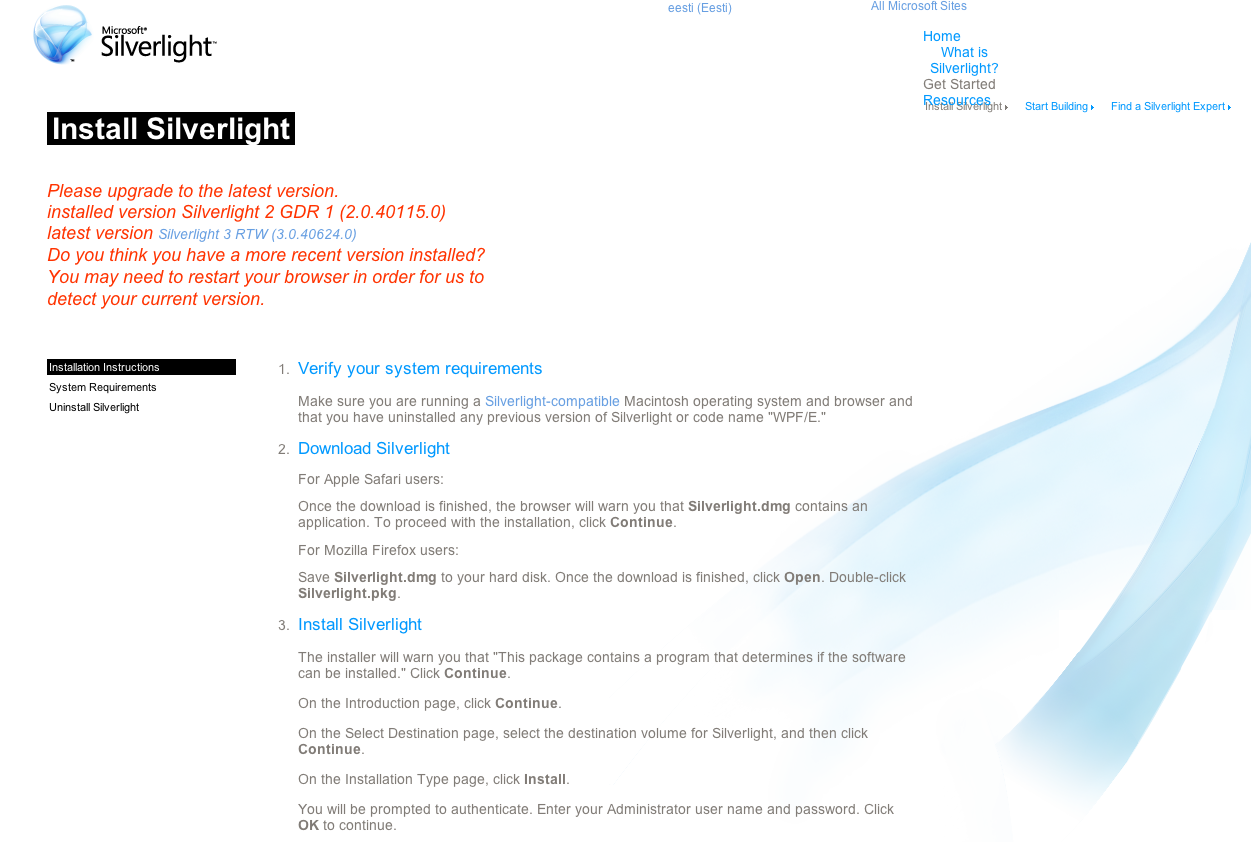 eesti (Eesti)
All Microsoft Sites
Microsoft®
Silverlight™
Home
What is
Silverlight?
Get Started
Resources
Install Silverlight
Start Building
Find a Silverlight Expert
Install Silverlight
Please upgrade to the latest version.
installed version Silverlight 2 GDR 1 (2.0.40115.0)
latest version Silverlight 3 RTW (3.0.40624.0)
Do you think you have a more recent version installed?
You may need to restart your browser in order for us to
detect your current version.
Installation Instructions
System Requirements
Uninstall Silverlight
1. Verify your system requirements
Make sure you are running a Silverlight-compatible Macintosh operating system and browser and
that you have uninstalled any previous version of Silverlight or code name "WPF/E."
2. Download Silverlight
For Apple Safari users:
Once the download is finished, the browser will warn you that Silverlight.dmg contains an
application. To proceed with the installation, click Continue.
For Mozilla Firefox users:
Save Silverlight.dmg to your hard disk. Once the download is finished, click Open. Double-click
Silverlight.pkg.
3. Install Silverlight
The installer will warn you that "This package contains a program that determines if the software
can be installed." Click Continue.
On the Introduction page, click Continue.
On the Select Destination page, select the destination volume for Silverlight, and then click
Continue.
On the Installation Type page, click Install.
You will be prompted to authenticate. Enter your Administrator user name and password. Click
OK to continue.